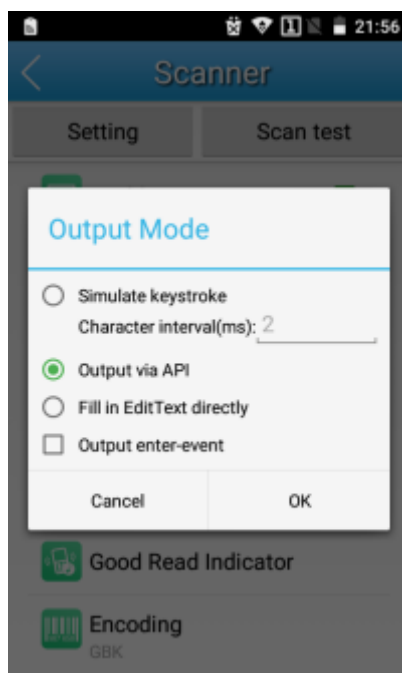 21:56
Scanner
Setting
Scan test
Output Mode
Simulate keystroke
Character interval(ms): 2
Output via API
Fill in EditText directly
Output enter-event
Cancel
OK
Good Read Indicator
Encoding
GBK